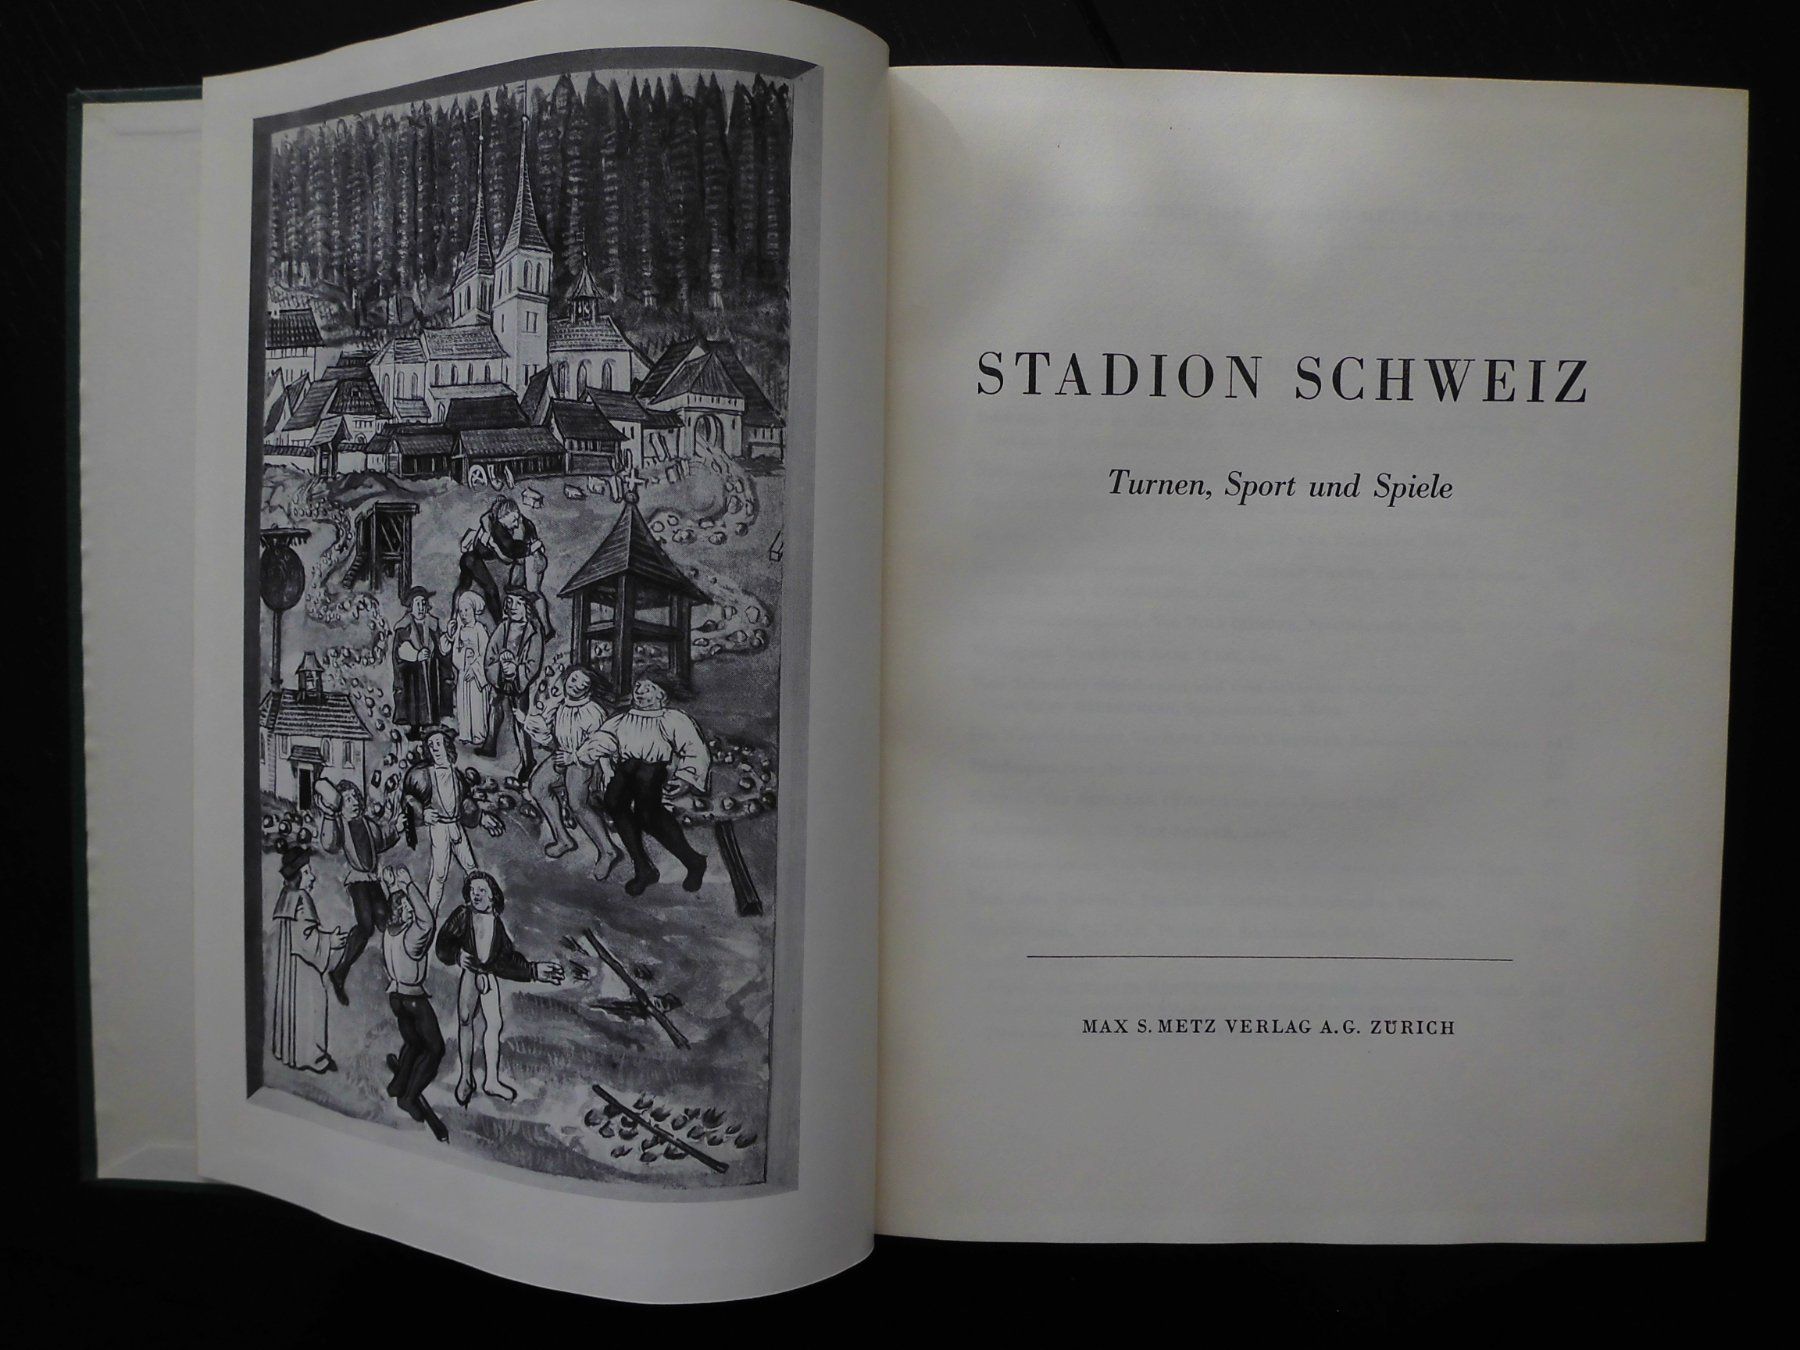 STADION SCHWEIZ
Turnen, Sport und Spiele
MAX S. METZ VERLAG A.G. ZÜRICH